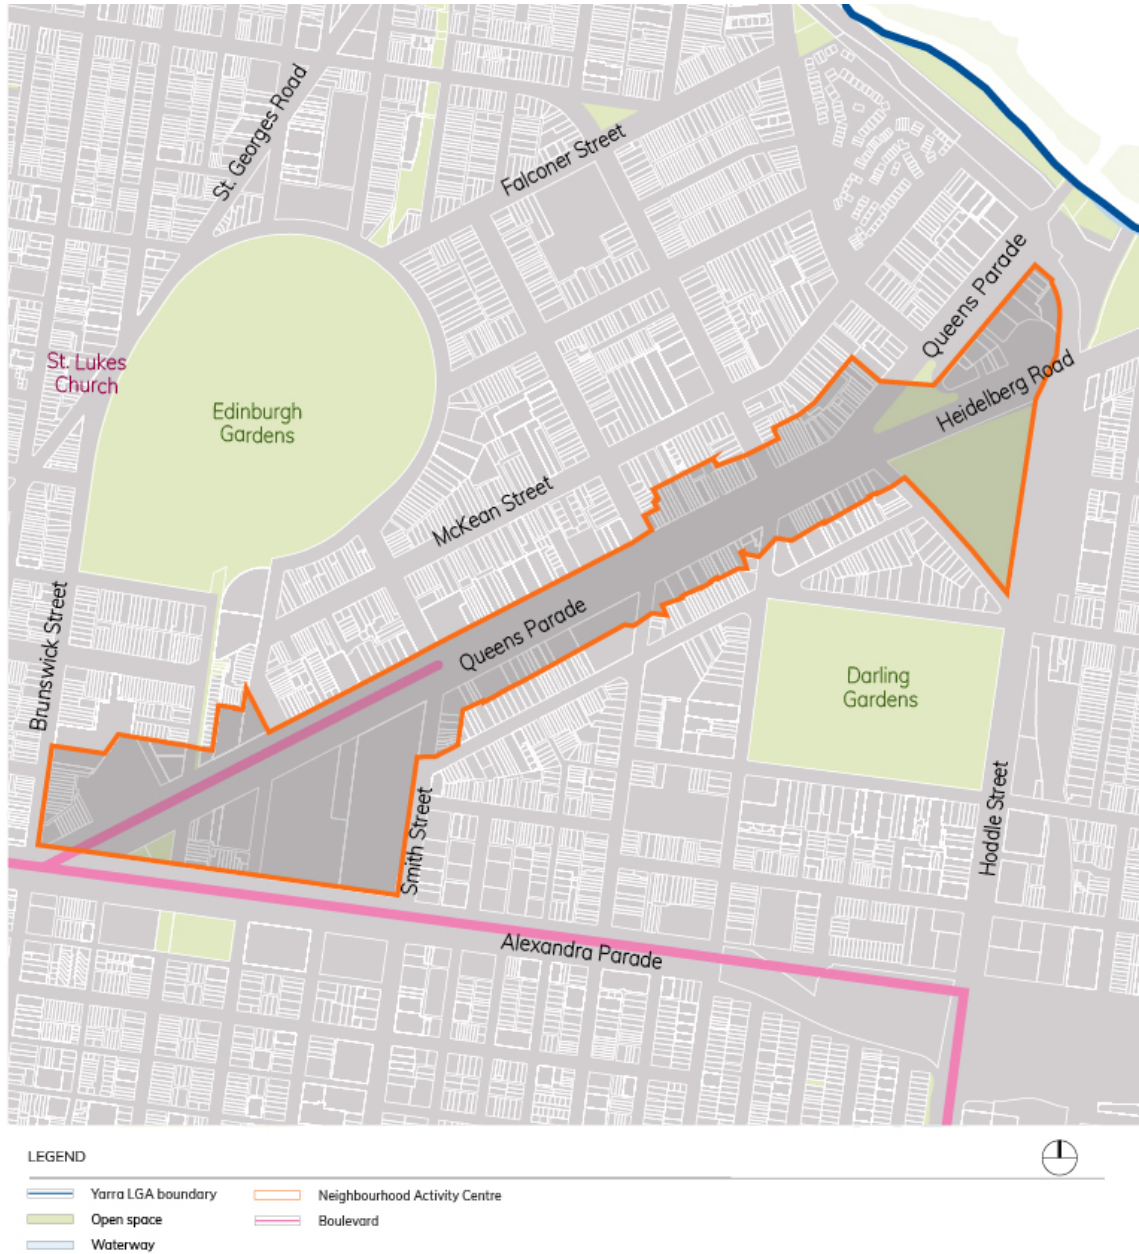 St. Georges Road
Falconer Street
Queens Parade
St. Lukes
Church
Heidelberg Road
Edinburgh
Gardens
McKean Street
Brunswick Street
Queens Parade
Darling
Gardens
Smith Street
Hoddle Street
Alexandra Parade
LEGEND
Yarra LGA boundary
Neighbourhood Activity Centre
Open space
Boulevard
Waterway